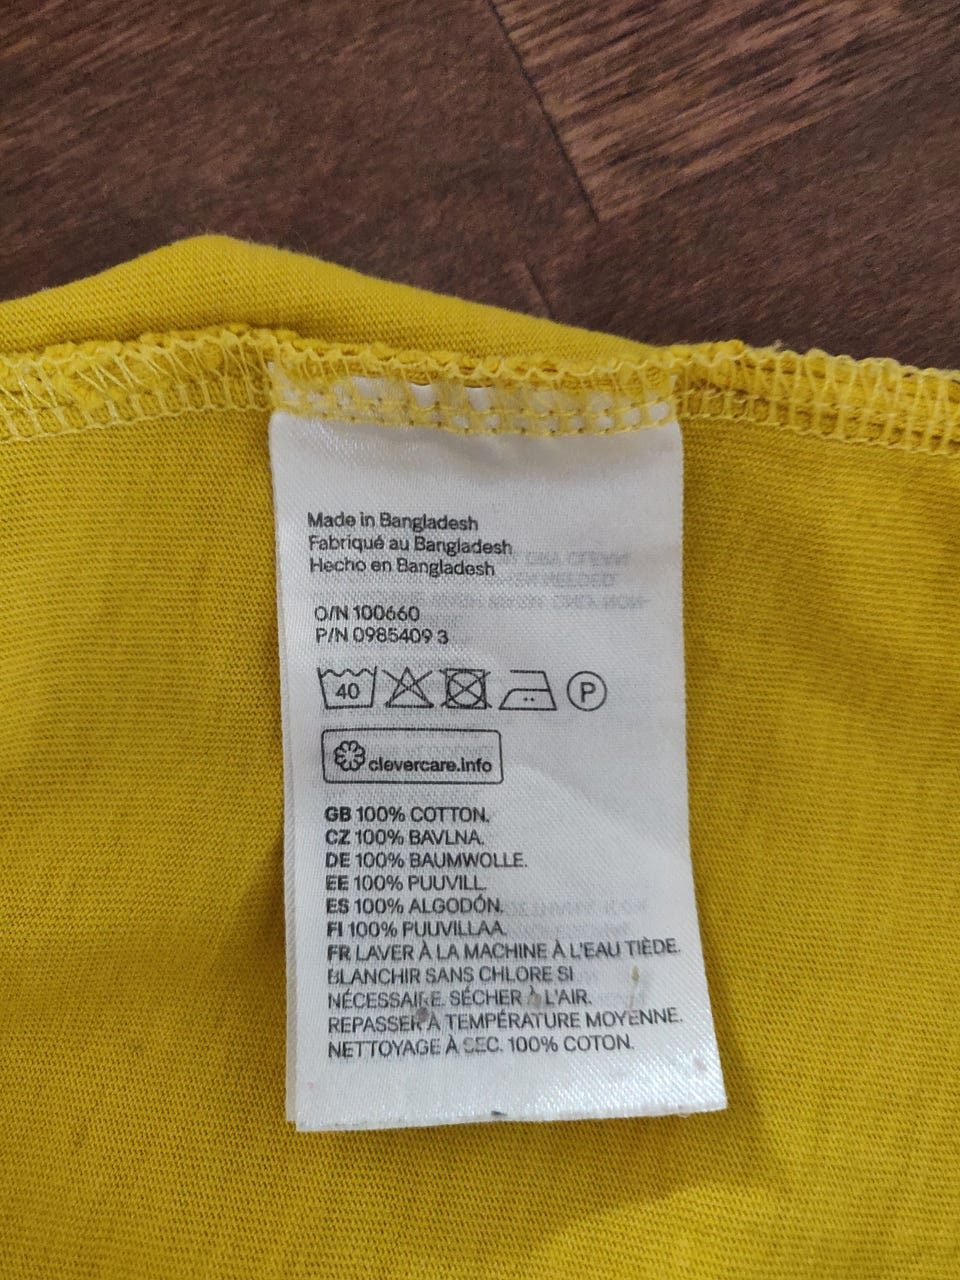 Made in Bangladesh
Fabriqué au Bangladesh
Hecho en Bangladesh
O/N 100660
P/N 0985409 3
40 P
clevercare.info
GB 100% COTTON.
CZ 100% BAVLNA.
DE 100% BAUMWOLLE.
EE 100% PUUVILL.
ES 100% ALGODÓN.
FI 100% PUUVILLAA.
FR LAVER À LA MACHINE À L'EAU TIÈDE.
BLANCHIR SANS CHLORE SI
NÉCESSAIRE. SÉCHER À L'AIR.
REPASSER À TEMPÉRATURE MOYENNE.
NETTOYAGE À SEC. 100% COTON.